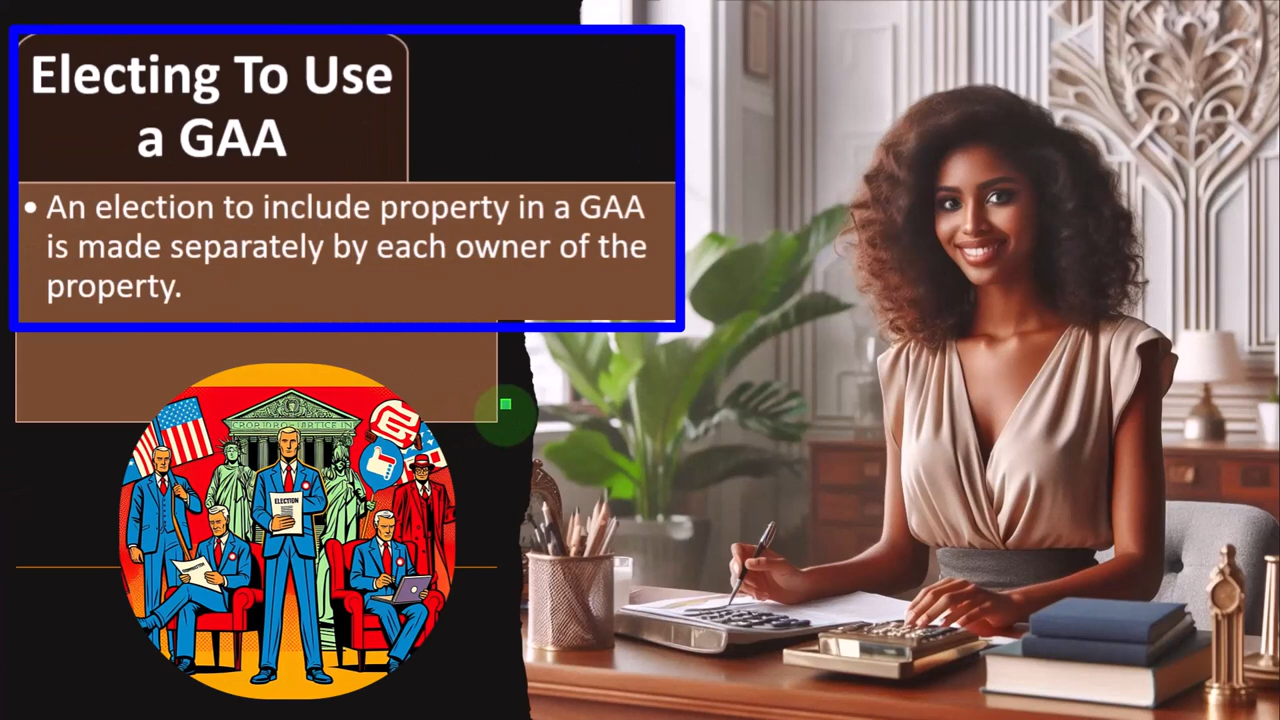 Electing To Use
a GAA
• An election to include property in a GAA
is made separately by each owner of the
property.
ELECTION